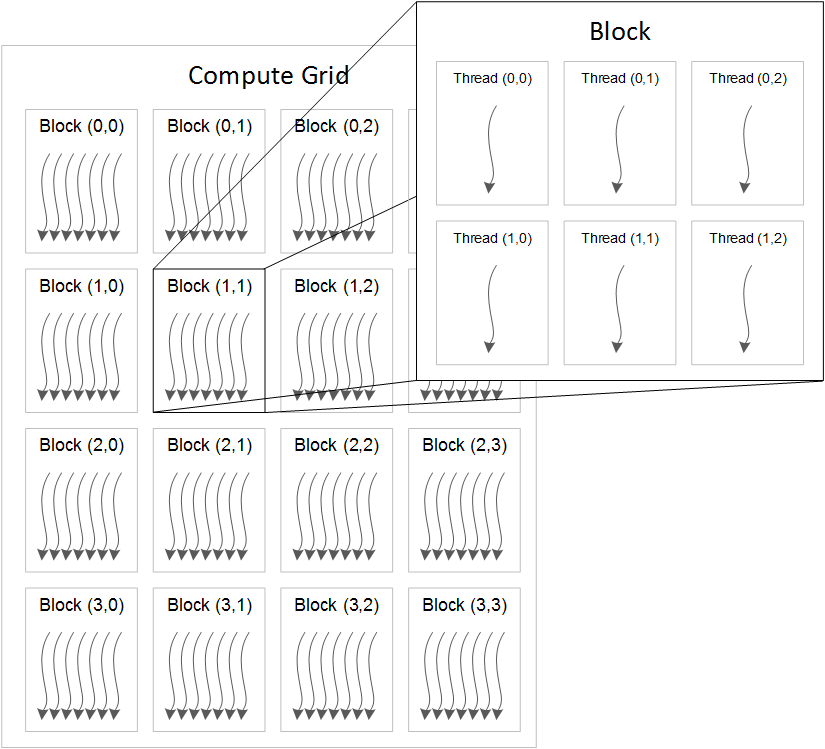 Block
Compute Grid
Thread (0,0) Thread (0,1) Thread (0,2)
Block (0,0) Block (0,1) Block (0,2)
Thread (1,0) Thread (1,1) Thread (1,2)
Block (1,0) Block (1,1) Block (1,2)
Block (2,0) Block (2,1) Block (2,2) Block (2,3)
Block (3,0) Block (3,1) Block (3,2) Block (3,3)